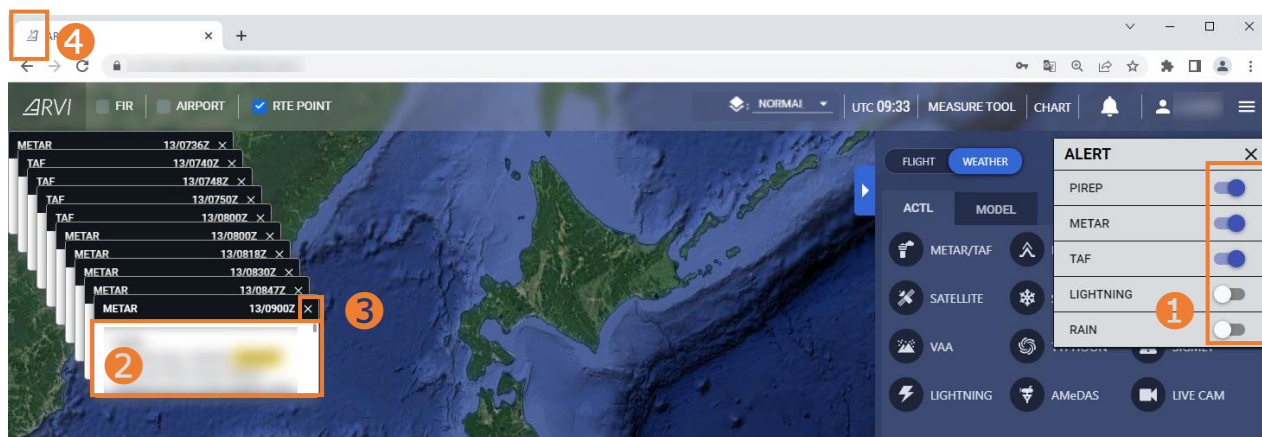 4
ARVI FIR AIRPORT RTE POINT : NORMAL UTC 09:33 MEASURE TOOL CHART
METAR 13/0736Z
TAF 13/0740Z
TAF 13/0748Z
TAF 13/0750Z
TAF 13/0800Z
METAR 13/0800Z
METAR 13/0818Z
METAR 13/0830Z
METAR 13/0847Z
METAR 13/0900Z
3
2
FLIGHT WEATHER
ACTL MODEL
METAR/TAF
SATELLITE
VAA
LIGHTNING AMeDAS LIVE CAM
ALERT
PIREP
METAR
TAF
LIGHTNING
RAIN
1